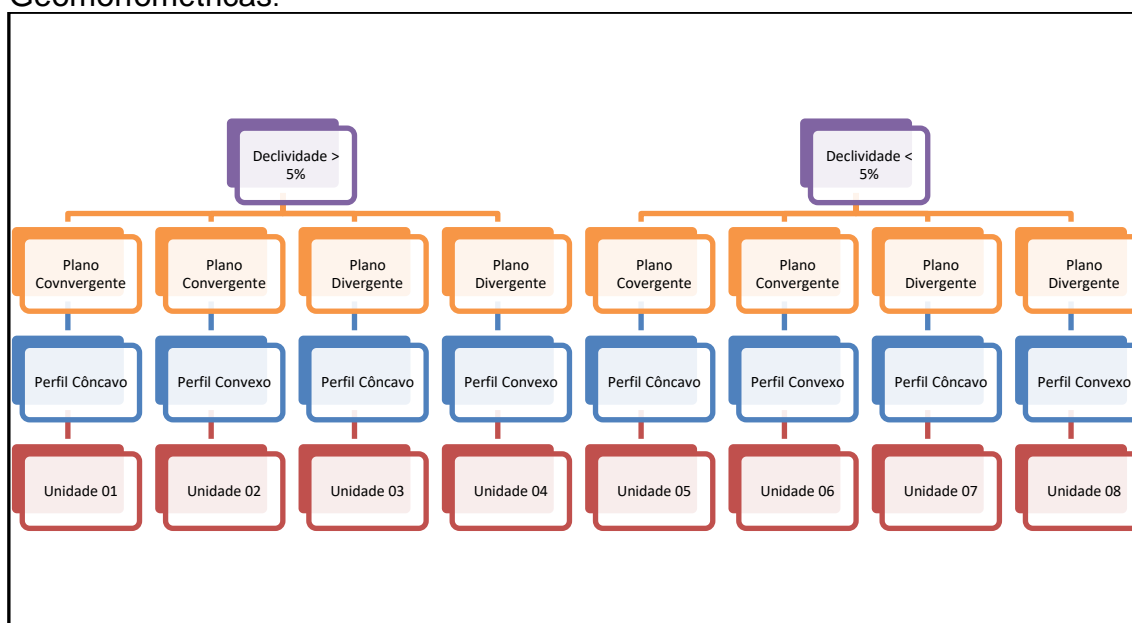 Geomorfométricas.
Declividade >
5%
Declividade <
5%
Plano
Covnvergente
Plano
Convergente
Plano
Divergente
Plano
Divergente
Plano
Covergente
Plano
Convergente
Plano
Divergente
Plano
Divergente
Perfil Côncavo
Perfil Convexo
Perfil Côncavo
Perfil Convexo
Perfil Côncavo
Perfil Convexo
Perfil Côncavo
Perfil Convexo
Unidade 01
Unidade 02
Unidade 03
Unidade 04
Unidade 05
Unidade 06
Unidade 07
Unidade 08